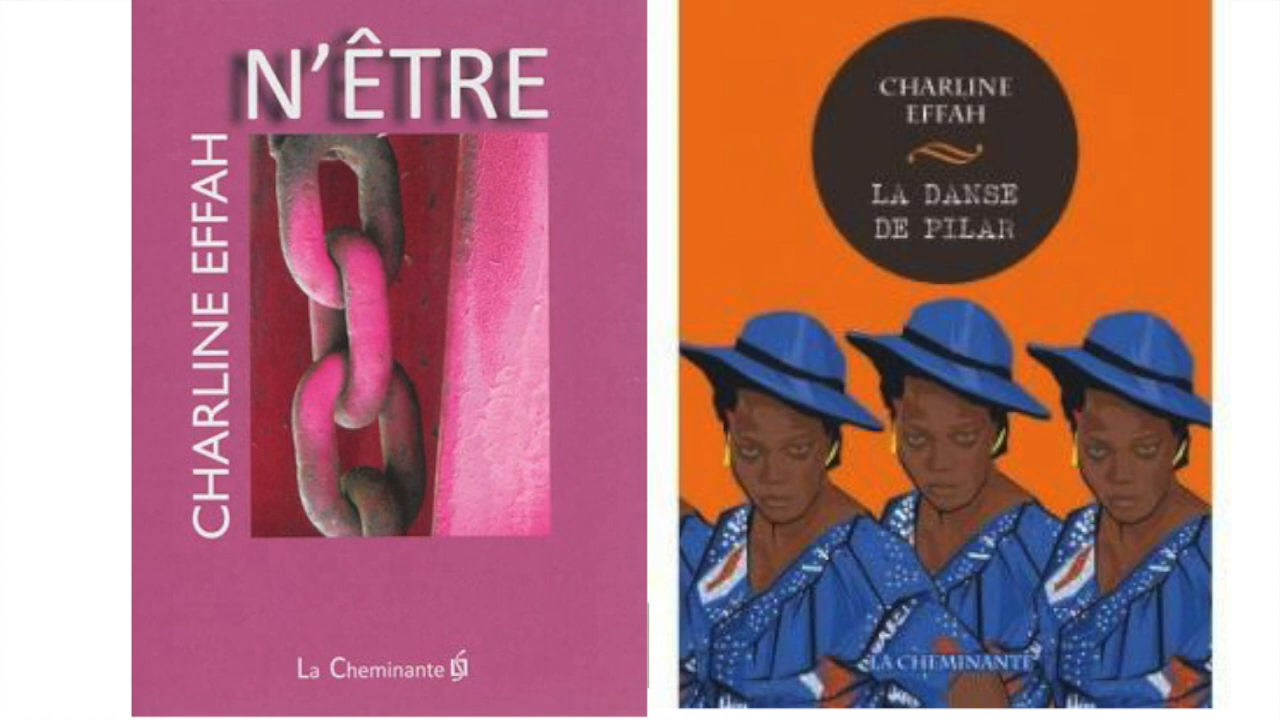 N'ÊTRE
CHARLINE EFFAH
La Cheminante
CHARLINE
EFFAH
LA DANSE
DE PILAR
LA CHEMINANTE